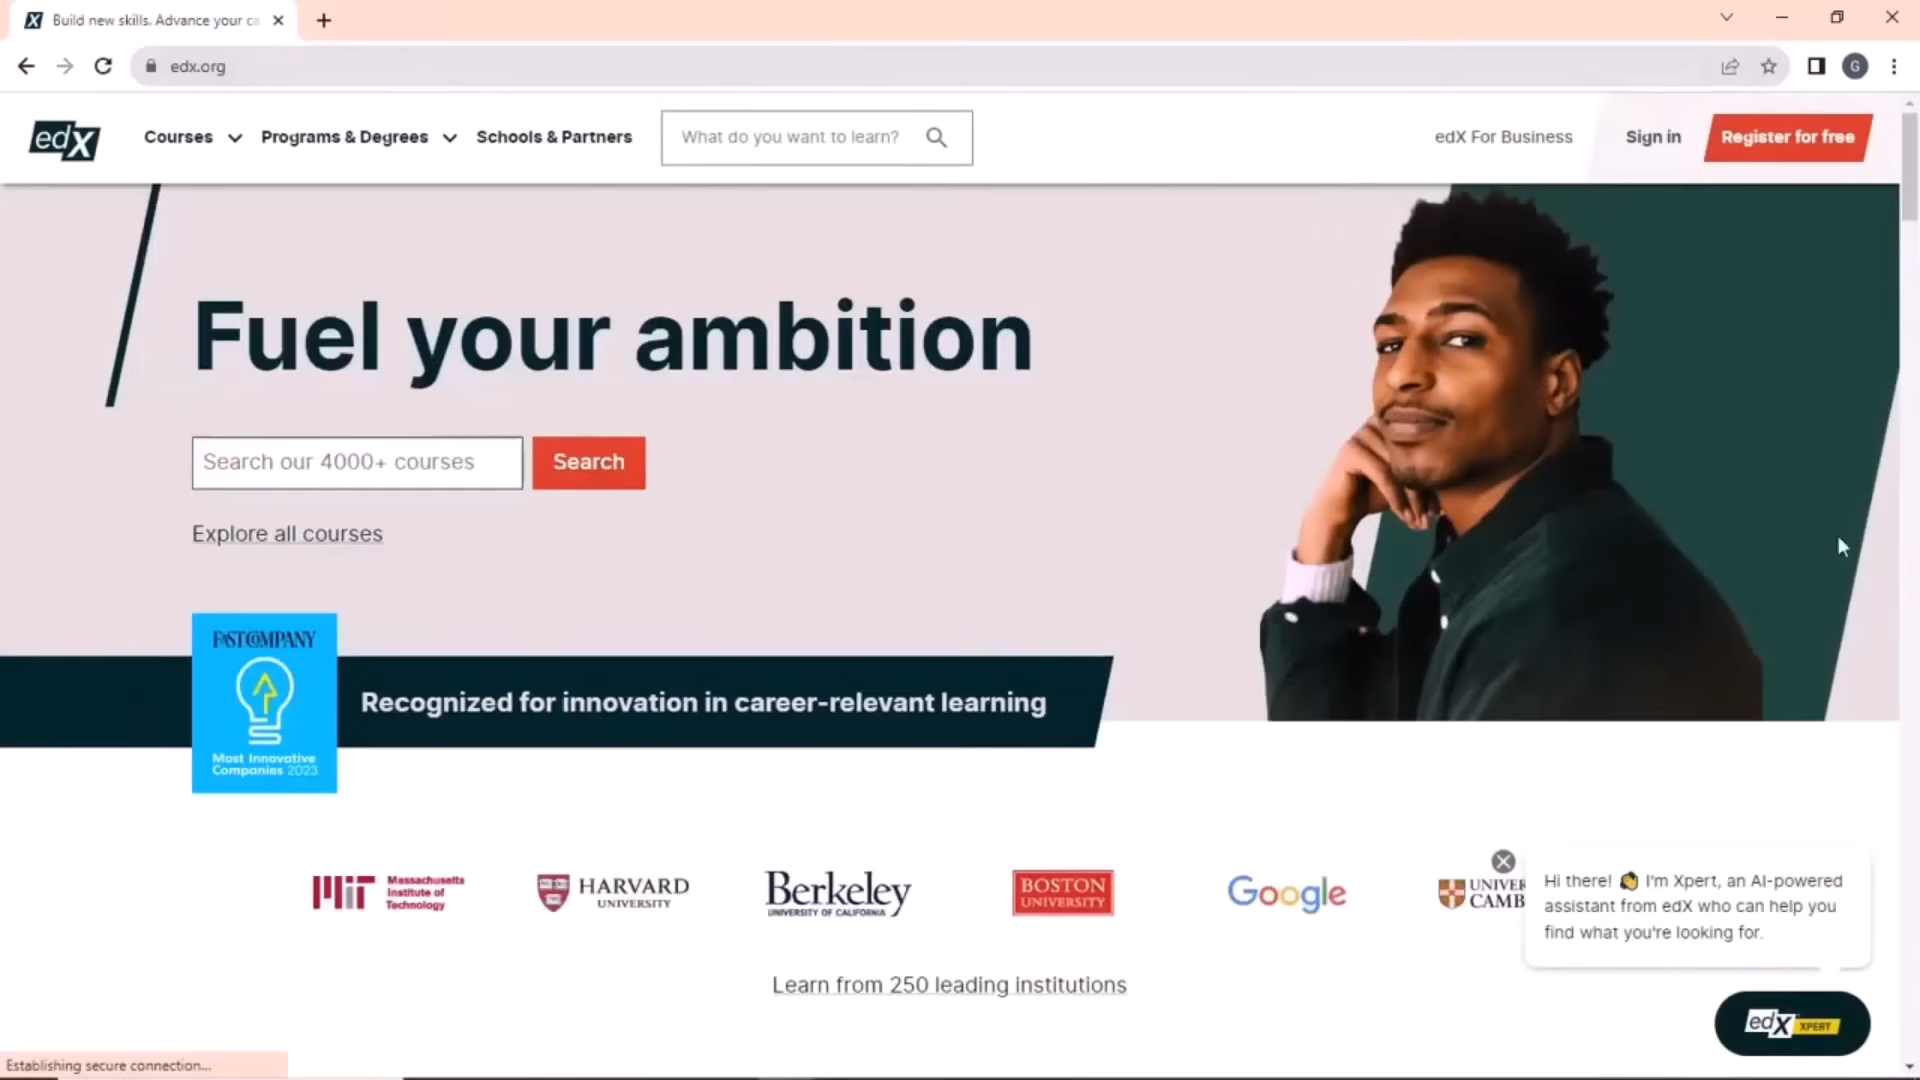 Build new skills. Advance your ca
edx.org
G
edX
Courses
Programs & Degrees
Schools & Partners
What do you want to learn?
edX For Business
Sign in
Register for free
Fuel your ambition
Search our 4000+ courses
Search
Explore all courses
FAST COMPANY
Most Innovative
Companies 2023
Recognized for innovation in career-relevant learning
MIT
Massachusetts
Institute of
Technology
HARVARD
UNIVERSITY
Berkeley
UNIVERSITY OF CALIFORNIA
BOSTON
UNIVERSITY
Google
UNIVER
CAMB
Hi there! 👋 I'm Xpert, an AI-powered
assistant from edX who can help you
find what you're looking for.
Learn from 250 leading institutions
edX XPERT
Establishing secure connection...